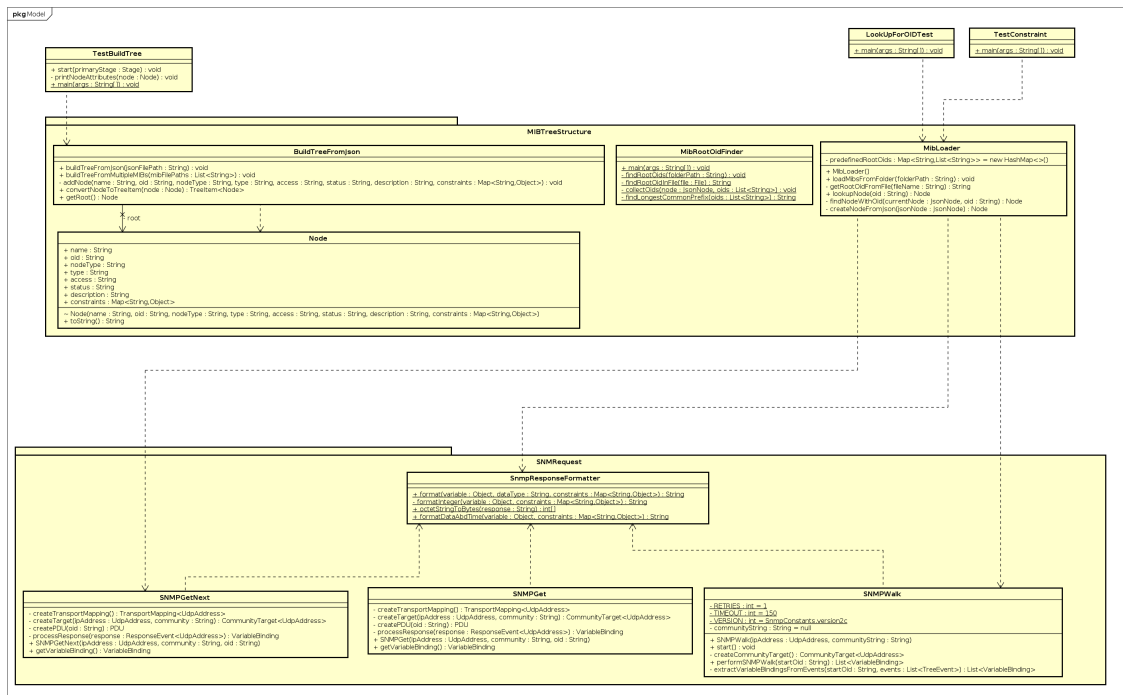 pkg Model
TestBuildTree
+ start(primaryStage : Stage) : void
- printNodeAttributes(node : Node) : void
+ main(args : String[]) : void
LookUpForOIDTest
+ main(args : String[]) : void
TestConstraint
+ main(args : String[]) : void
MIBTreeStructure
BuildTreeFromJson
+ buildTreeFromJson(jsonFilePath : String) : void
+ buildTreeFromMultipleMIBs(mibFilePaths : List<String>) : void
- addNode(name : String, oid : String, nodeType : String, type : String, access : String, status : String, description : String, constraints : Map<String,Object>) : void
+ convertNodeToTreeItem(node : Node) : TreeItem<Node>
+ getRoot() : Node
MibRootOidFinder
+ main(args : String[]) : void
- findRootOids(folderPath : String) : void
- findRootOidInFile(file : File) : String
- collectOids(node : JsonNode, oids : List<String>) : void
- findLongestCommonPrefix(oids : List<String>) : String
MibLoader
- predefinedRootOids : Map<String,List<String>> = new HashMap<>()
+ MibLoader()
+ loadMibsFromFolder(folderPath : String) : void
- getRootOidFromFile(fileName : String) : String
+ lookupNode(oid : String) : Node
- findNodeWithOid(currentNode : JsonNode, oid : String) : Node
- createNodeFromJson(jsonNode : JsonNode) : Node
- root
Node
+ name : String
+ oid : String
+ nodeType : String
+ type : String
+ access : String
+ status : String
+ description : String
+ constraints : Map<String,Object>
~ Node(name : String, oid : String, nodeType : String, type : String, access : String, status : String, description : String, constraints : Map<String,Object>)
+ toString() : String
SNMRequest
SnmpResponseFormatter
+ format(variable : Object, dataType : String, constraints : Map<String,Object>) : String
- formatInteger(variable : Object, constraints : Map<String,Object>) : String
+ octetStringToBytes(response : String) : int[]
+ formatDataAbdTime(variable : Object, constraints : Map<String,Object>) : String
SNMPGetNext
- createTransportMapping() : TransportMapping<UdpAddress>
- createTarget(ipAddress : UdpAddress, community : String) : CommunityTarget<UdpAddress>
- createPDU(oid : String) : PDU
- processResponse(response : ResponseEvent<UdpAddress>) : VariableBinding
+ SNMPGetNext(ipAddress : UdpAddress, community : String, oid : String)
+ getVariableBinding() : VariableBinding
SNMPGet
- createTransportMapping() : TransportMapping<UdpAddress>
- createTarget(ipAddress : UdpAddress, community : String) : CommunityTarget<UdpAddress>
- createPDU(oid : String) : PDU
- processResponse(response : ResponseEvent<UdpAddress>) : VariableBinding
+ SNMPGet(ipAddress : UdpAddress, community : String, oid : String)
+ getVariableBinding() : VariableBinding
SNMPWalk
- RETRIES : int = 1
- TIMEOUT : int = 150
- VERSION : int = SnmpConstants.version2c
- communityString : String = null
+ SNMPWalk(ipAddress : UdpAddress, communityString : String)
+ start() : void
- createCommunityTarget() : CommunityTarget<UdpAddress>
+ performSNMPWalk(startOid : String) : List<VariableBinding>
- extractVariableBindingsFromEvents(startOid : String, events : List<TreeEvent>) : List<VariableBinding>